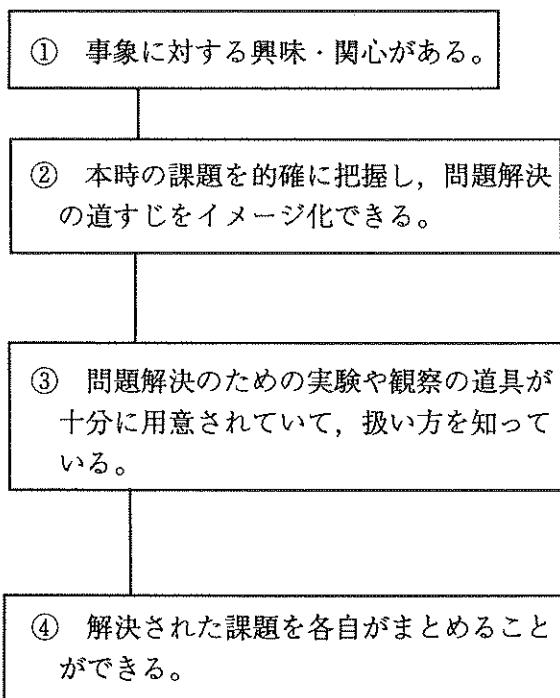 ① 事象に対する興味・関心がある。
② 本時の課題を的確に把握し，問題解決
の道すじをイメージ化できる。
③ 問題解決のための実験や観察の道具が
十分に用意されていて，扱い方を知って
いる。
④ 解決された課題を各自がまとめること
ができる。